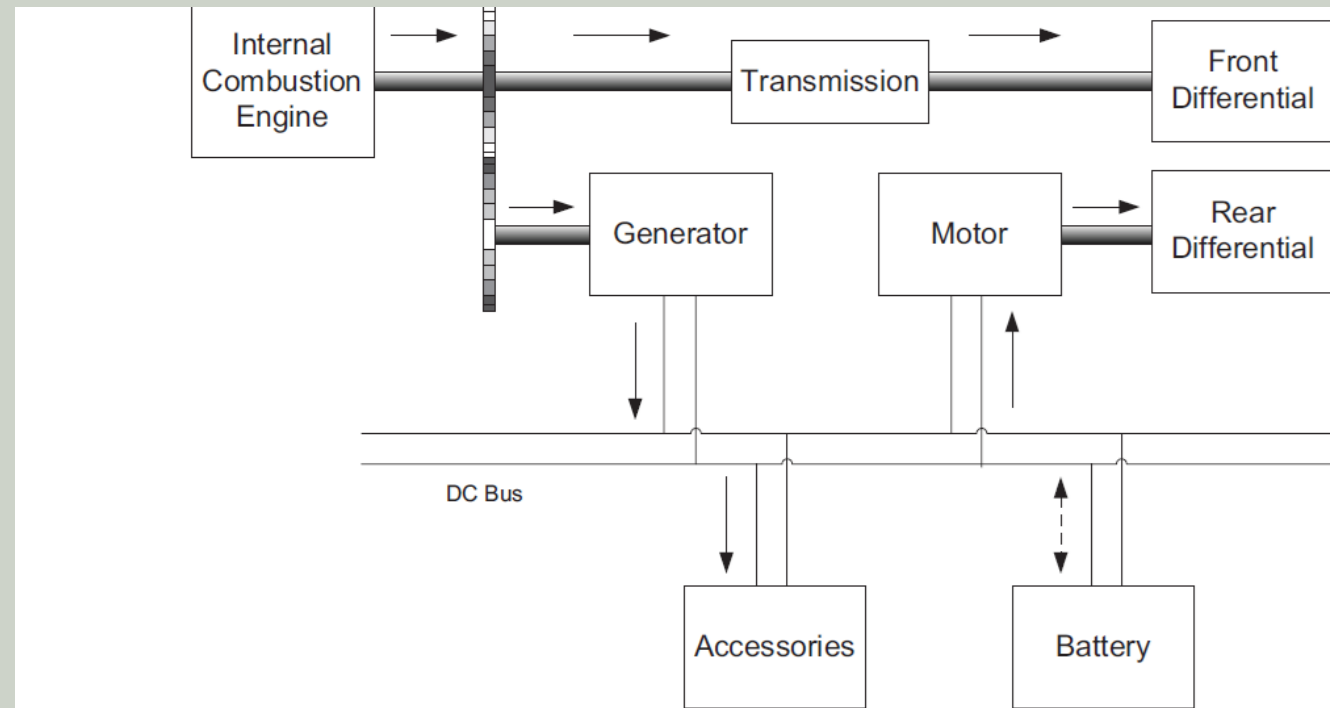 Internal
Combustion
Engine
Transmission
Front
Differential
Generator
Motor
Rear
Differential
DC Bus
Accessories
Battery